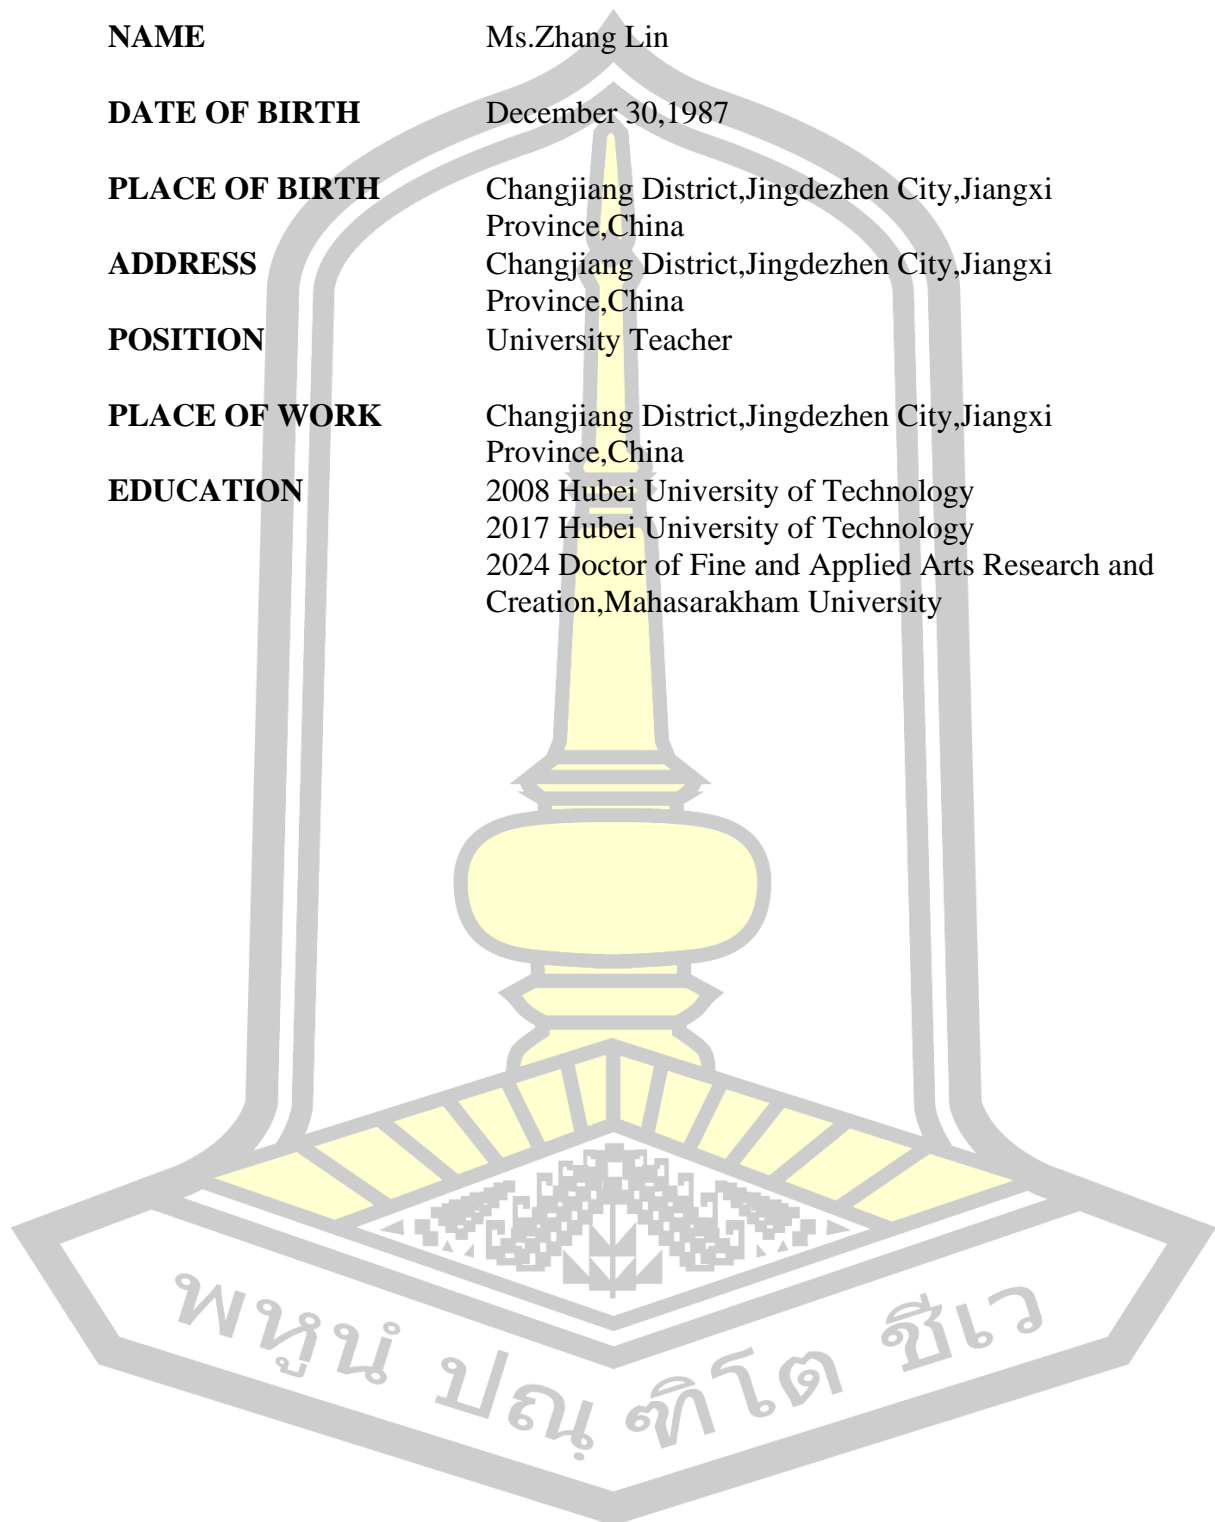 NAME Ms.Zhang Lin
DATE OF BIRTH December 30,1987
PLACE OF BIRTH Changjiang District,Jingdezhen City,Jiangxi
Province,China
ADDRESS Changjiang District,Jingdezhen City,Jiangxi
Province,China
POSITION University Teacher
PLACE OF WORK Changjiang District,Jingdezhen City,Jiangxi
Province,China
EDUCATION 2008 Hubei University of Technology
2017 Hubei University of Technology
2024 Doctor of Fine and Applied Arts Research and
Creation,Mahasarakham University
พหูนํ ปณฺฑิโต ชีเว